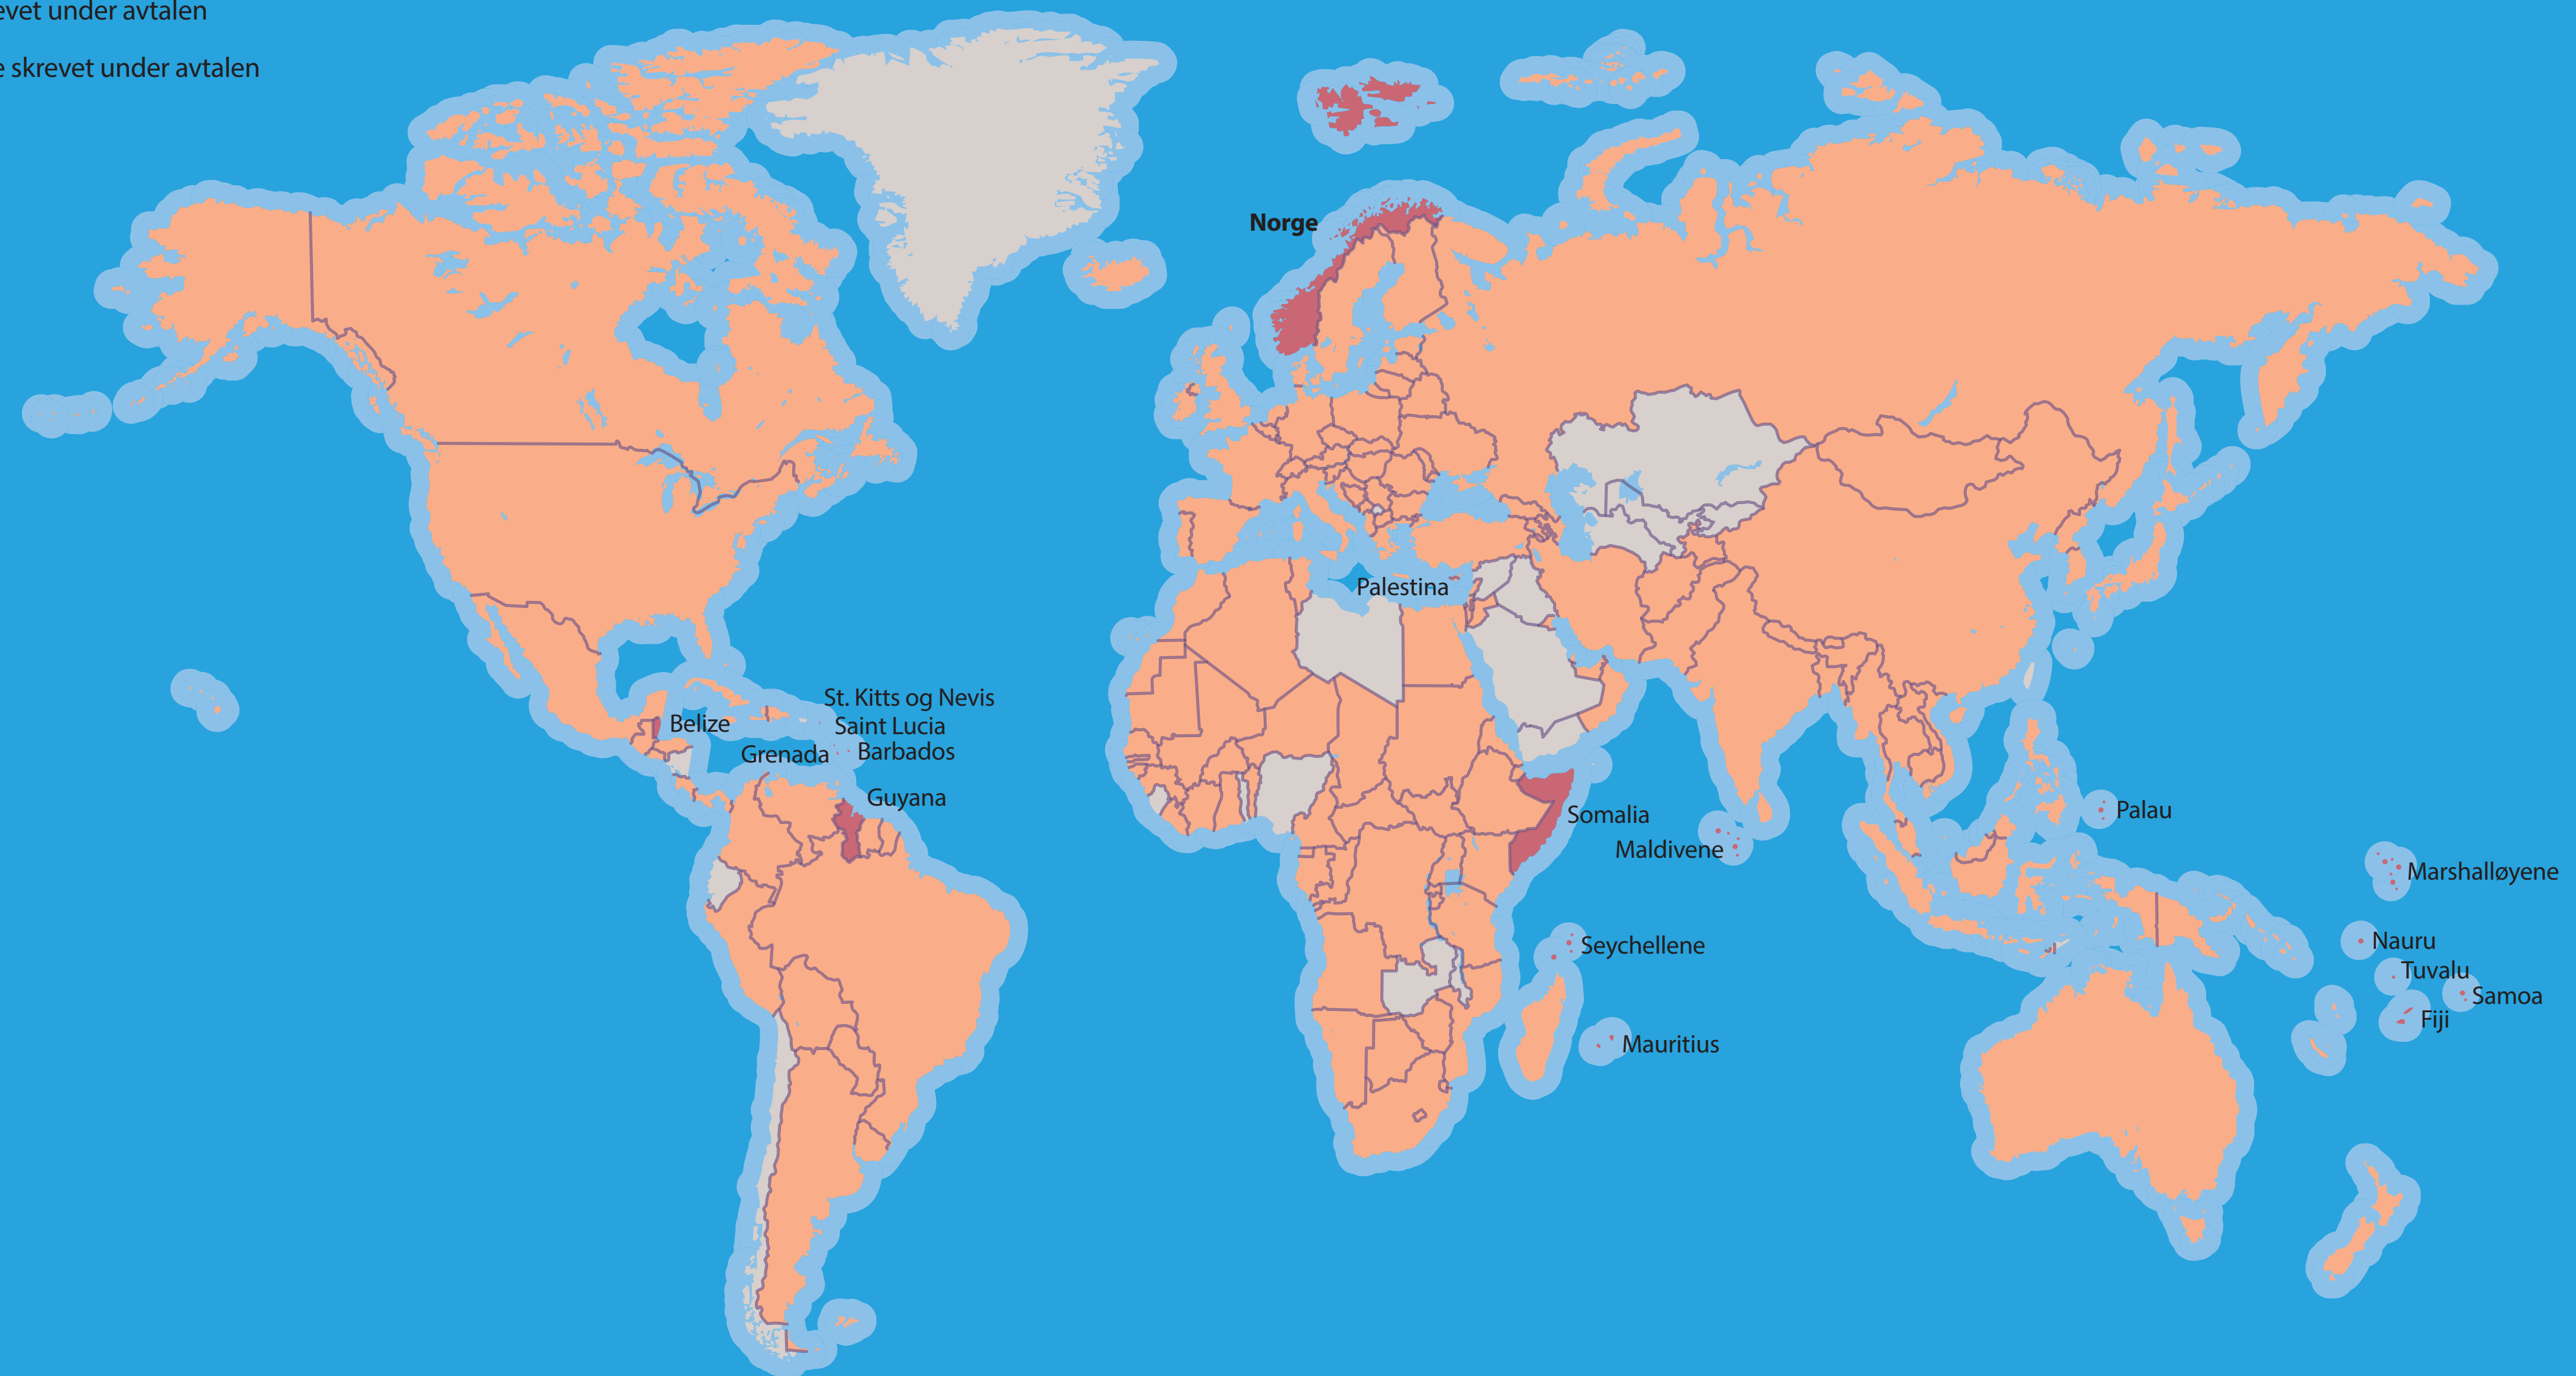 evet under avtalen
e skrevet under avtalen
Norge
Palestina
St. Kitts og Nevis
Belize
Saint Lucia
Grenada
Barbados
Guyana
Somalia
Palau
Maldivene
Marshalløyene
Seychellene
Nauru
Tuvalu
Samoa
Fiji
Mauritius